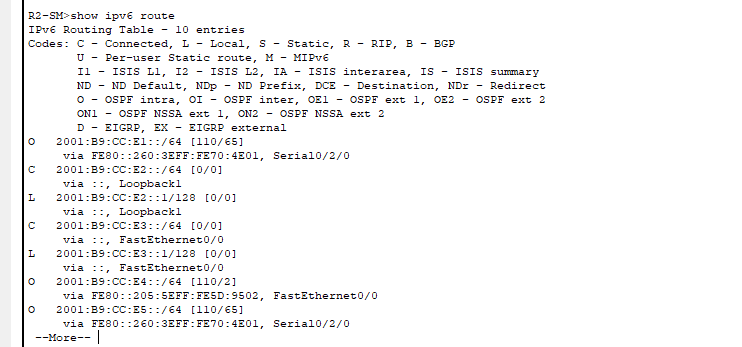 R2-SM>show ipv6 route
IPv6 Routing Table - 10 entries
Codes: C - Connected, L - Local, S - Static, R - RIP, B - BGP
U - Per-user Static route, M - MIPv6
I1 - ISIS L1, I2 - ISIS L2, IA - ISIS interarea, IS - ISIS summary
ND - ND Default, NDp - ND Prefix, DCE - Destination, NDr - Redirect
O - OSPF intra, OI - OSPF inter, OE1 - OSPF ext 1, OE2 - OSPF ext 2
ON1 - OSPF NSSA ext 1, ON2 - OSPF NSSA ext 2
D - EIGRP, EX - EIGRP external
O 2001:B9:CC:E1::/64 [110/65]
via FE80::260:3EFF:FE70:4E01, Serial0/2/0
C 2001:B9:CC:E2::/64 [0/0]
via ::, Loopback1
L 2001:B9:CC:E2::1/128 [0/0]
via ::, Loopback1
C 2001:B9:CC:E3::/64 [0/0]
via ::, FastEthernet0/0
L 2001:B9:CC:E3::1/128 [0/0]
via ::, FastEthernet0/0
O 2001:B9:CC:E4::/64 [110/2]
via FE80::205:5EFF:FE5D:9502, FastEthernet0/0
O 2001:B9:CC:E5::/64 [110/65]
via FE80::260:3EFF:FE70:4E01, Serial0/2/0
--More--